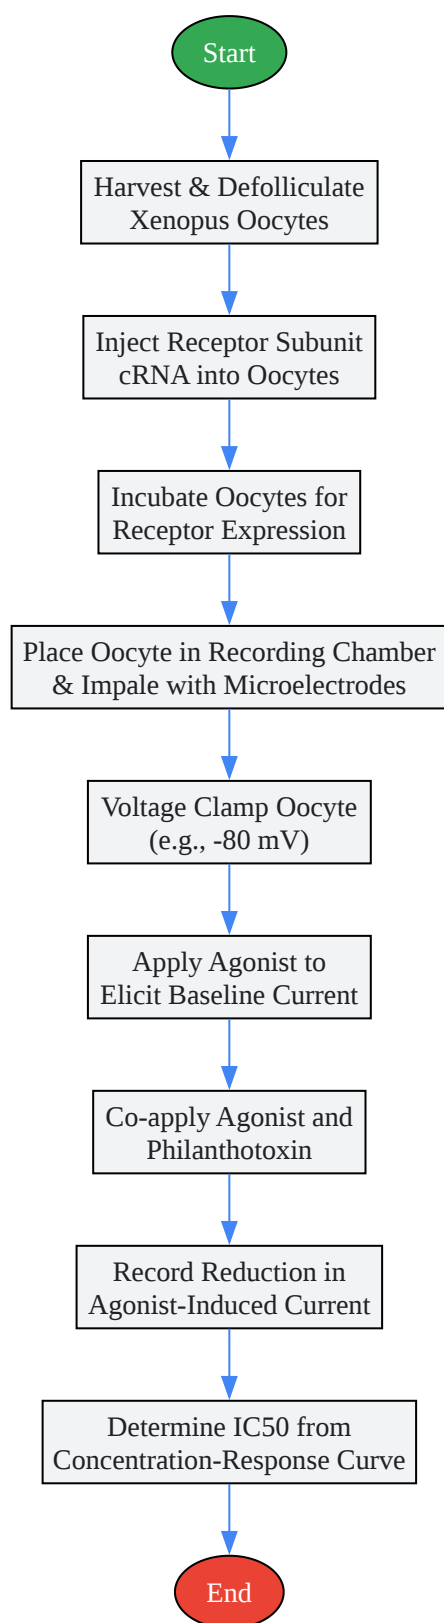 Start
Harvest & Defolliculate
Xenopus Oocytes
Inject Receptor Subunit
cRNA into Oocytes
Incubate Oocytes for
Receptor Expression
Place Oocyte in Recording Chamber
& Impale with Microelectrodes
Voltage Clamp Oocyte
(e.g., -80 mV)
Apply Agonist to
Elicit Baseline Current
Co-apply Agonist and
Philanthotoxin
Record Reduction in
Agonist-Induced Current
Determine IC50 from
Concentration-Response Curve
End